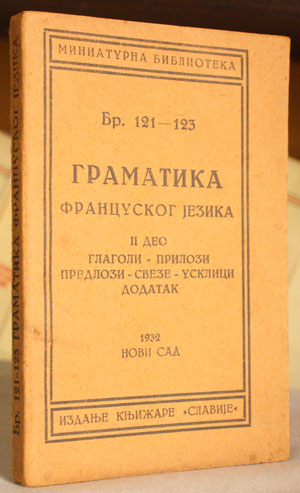 МИНИАТУРНА БИБЛИОТЕКА
Бр. 121—123
ГРАМАТИКА
ФРАНЦУСКОГ ЈЕЗИКА
II ДЕО
ГЛАГОЛИ - ПРИЛОЗИ
ПРЕДЛОЗИ - СВЕЗЕ - УСКЛИЦИ
ДОДАТАК
1932
НОВИ САД
ИЗДАЊЕ КЊИЖАРЕ »СЛАВИЈЕ«
Бр. 121-123 ГРАМАТИКА ФРАНЦУСКОГ ЈЕЗИКА